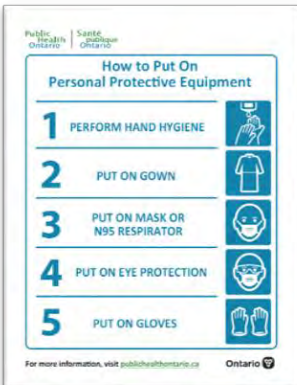 Public
Health
Ontario
Santé
publique
Ontario
How to Put On
Personal Protective Equipment
1 PERFORM HAND HYGIENE
2 PUT ON GOWN
3 PUT ON MASK OR
N95 RESPIRATOR
4 PUT ON EYE PROTECTION
5 PUT ON GLOVES
For more information, visit publichealthontario.ca
Ontario